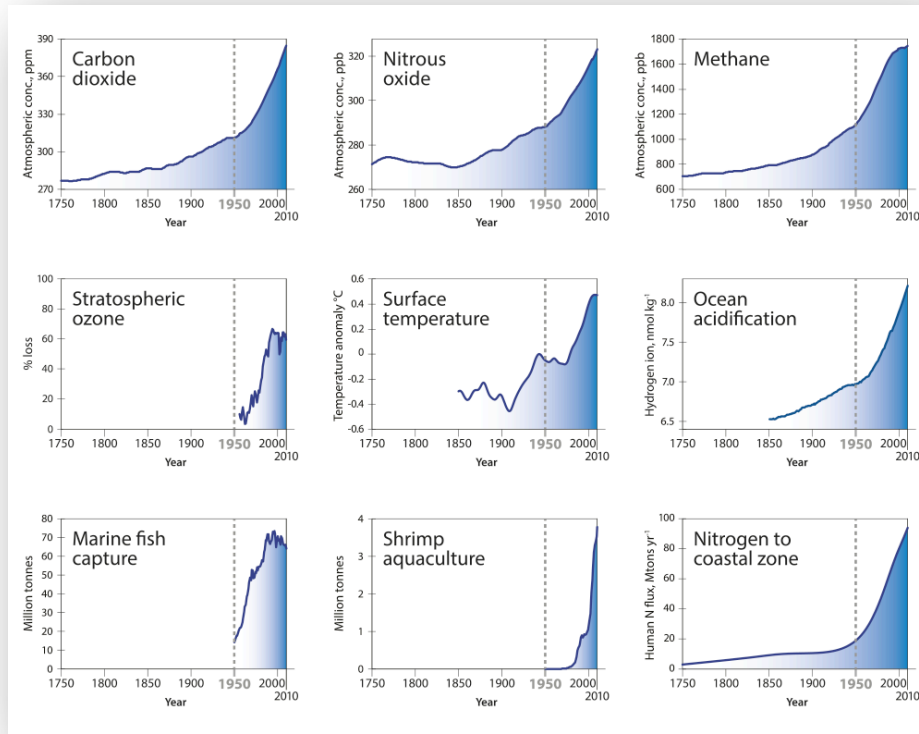 Carbon
dioxide
Atmospheric conc., ppm
390
360
330
300
270
1750 1800 1850 1900 1950 2000
2010
Year
Nitrous
oxide
Atmospheric conc., ppb
320
300
280
260
1750 1800 1850 1900 1950 2000
2010
Year
Methane
Atmospheric conc., ppb
1800
1600
1400
1200
1000
800
600
1750 1800 1850 1900 1950 2000
2010
Year
Stratospheric
ozone
% loss
100
80
60
40
20
0
1750 1800 1850 1900 1950 2000
2010
Year
Surface
temperature
Temperature anomaly °C
0.6
0.4
0.2
0
-0.2
-0.4
-0.6
1750 1800 1850 1900 1950 2000
2010
Year
Ocean
acidification
Hydrogen ion, nmol kg⁻¹
8.0
7.5
7.0
6.5
1750 1800 1850 1900 1950 2000
2010
Year
Marine fish
capture
Million tonnes
80
70
60
50
40
30
20
10
0
1750 1800 1850 1900 1950 2000
2010
Year
Shrimp
aquaculture
Million tonnes
4
3
2
1
0
1750 1800 1850 1900 1950 2000
2010
Year
Nitrogen to
coastal zone
Human N flux, Mtons yr⁻¹
100
80
60
40
20
0
1750 1800 1850 1900 1950 2000
2010
Year